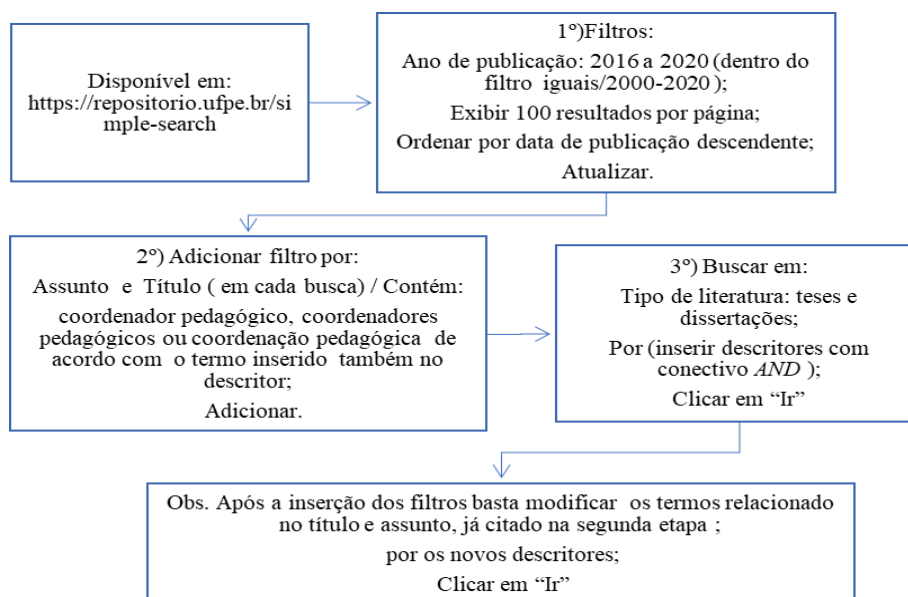 Disponível em:
https://repositorio.ufpe.br/si
mple-search
1º)Filtros:
Ano de publicação: 2016 a 2020 (dentro do
filtro iguais/2000-2020 );
Exibir 100 resultados por página;
Ordenar por data de publicação descendente;
Atualizar.
2º) Adicionar filtro por:
Assunto e Título ( em cada busca) / Contém:
coordenador pedagógico, coordenadores
pedagógicos ou coordenação pedagógica de
acordo com o termo inserido também no
descritor;
Adicionar.
3º) Buscar em:
Tipo de literatura: teses e
dissertações;
Por (inserir descritores com
conectivo AND );
Clicar em “Ir”
Obs. Após a inserção dos filtros basta modificar os termos relacionado
no título e assunto, já citado na segunda etapa ;
por os novos descritores;
Clicar em “Ir”